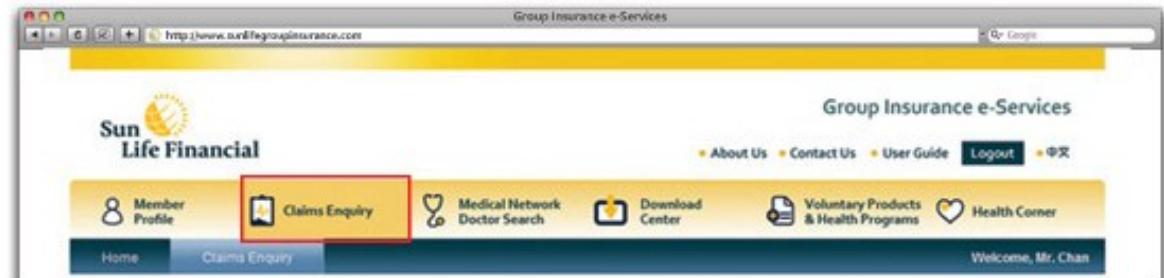 Group Insurance e-Services
http://www.sunlifegroupinsurance.com
Google
Sun
Life Financial
Group Insurance e-Services
About Us • Contact Us • User Guide Logout • 中文
Member Profile
Claims Enquiry
Medical Network Doctor Search
Download Center
Voluntary Products & Health Programs
Health Corner
Home Claims Enquiry Welcome, Mr. Chan